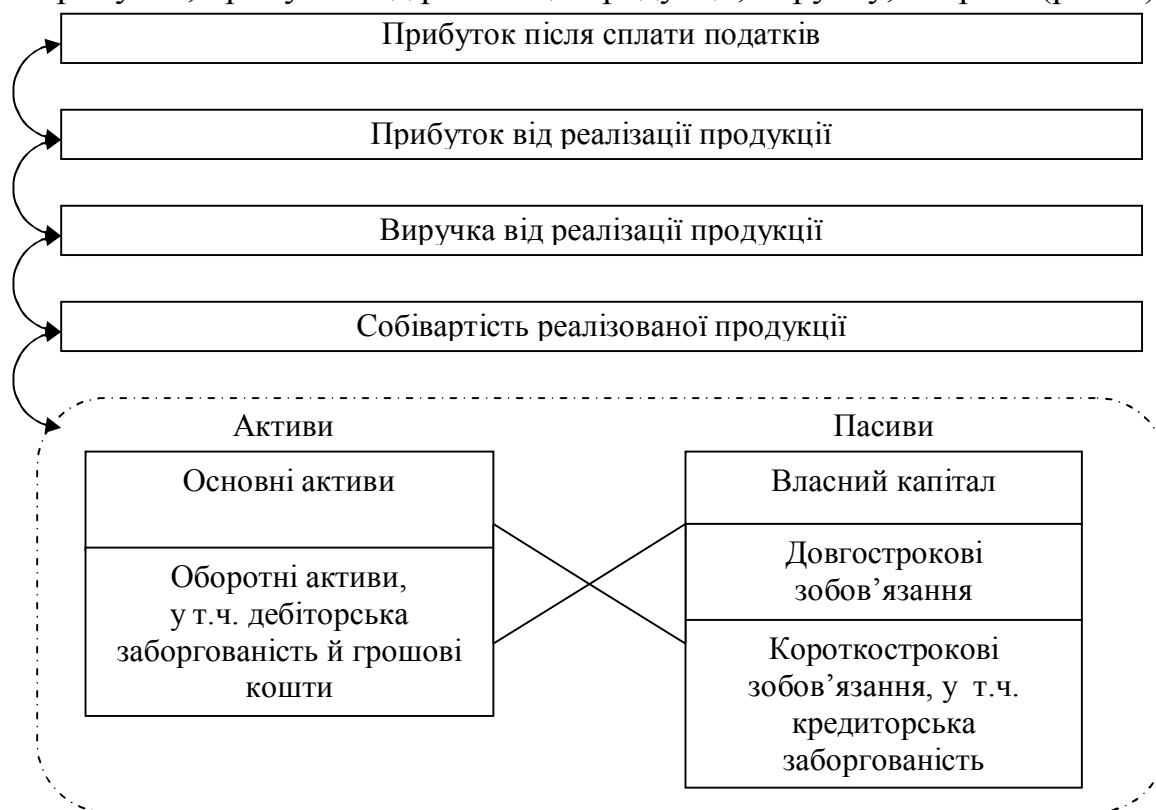 Прибуток після сплати податків
Прибуток від реалізації продукції
Виручка від реалізації продукції
Собівартість реалізованої продукції
Активи
Пасиви
Основні активи
Оборотні активи,
у т.ч. дебіторська
заборгованість й грошові
кошти
Власний капітал
Довгострокові
зобов’язання
Короткострокові
зобов’язання, у т.ч.
кредиторська
заборгованість